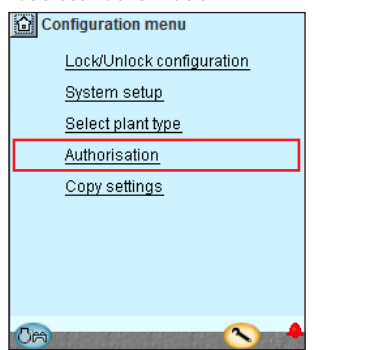 Configuration menu
Lock/Unlock configuration
System setup
Select plant type
Authorisation
Copy settings